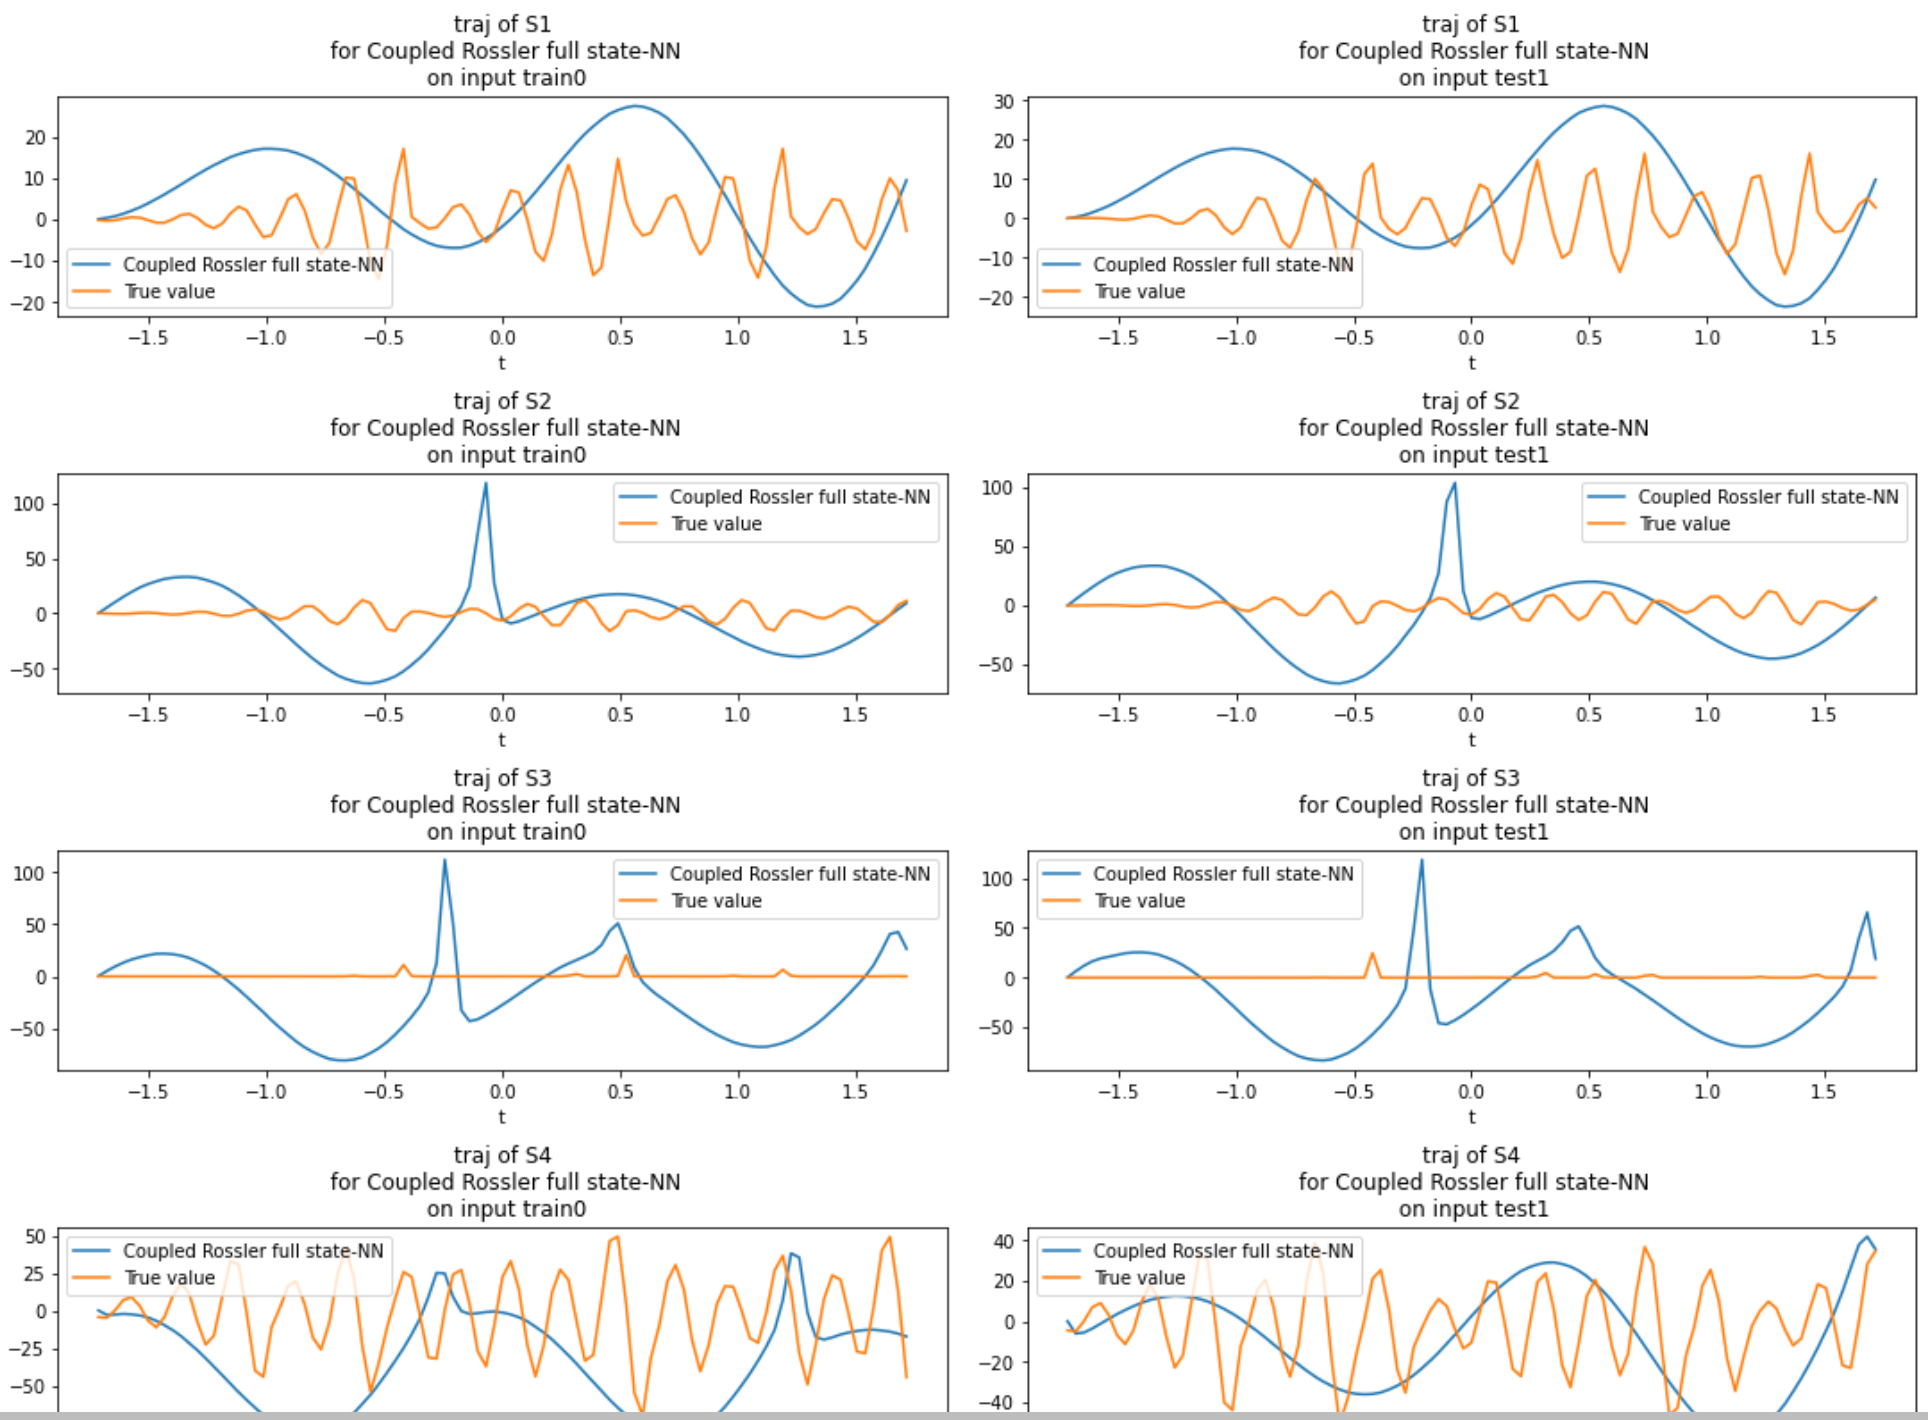 traj of S1
for Coupled Rossler full state-NN
on input train0
20
10
0
−10
−20
Coupled Rossler full state-NN
True value
−1.5 −1.0 −0.5 0.0 0.5 1.0 1.5
t
traj of S1
for Coupled Rossler full state-NN
on input test1
30
20
10
0
−10
−20
Coupled Rossler full state-NN
True value
−1.5 −1.0 −0.5 0.0 0.5 1.0 1.5
t
traj of S2
for Coupled Rossler full state-NN
on input train0
100
50
0
−50
Coupled Rossler full state-NN
True value
−1.5 −1.0 −0.5 0.0 0.5 1.0 1.5
t
traj of S2
for Coupled Rossler full state-NN
on input test1
100
50
0
−50
Coupled Rossler full state-NN
True value
−1.5 −1.0 −0.5 0.0 0.5 1.0 1.5
t
traj of S3
for Coupled Rossler full state-NN
on input train0
100
50
0
−50
Coupled Rossler full state-NN
True value
−1.5 −1.0 −0.5 0.0 0.5 1.0 1.5
t
traj of S3
for Coupled Rossler full state-NN
on input test1
100
50
0
−50
Coupled Rossler full state-NN
True value
−1.5 −1.0 −0.5 0.0 0.5 1.0 1.5
t
traj of S4
for Coupled Rossler full state-NN
on input train0
50
25
0
−25
−50
Coupled Rossler full state-NN
True value
traj of S4
for Coupled Rossler full state-NN
on input test1
40
20
0
−20
−40
Coupled Rossler full state-NN
True value